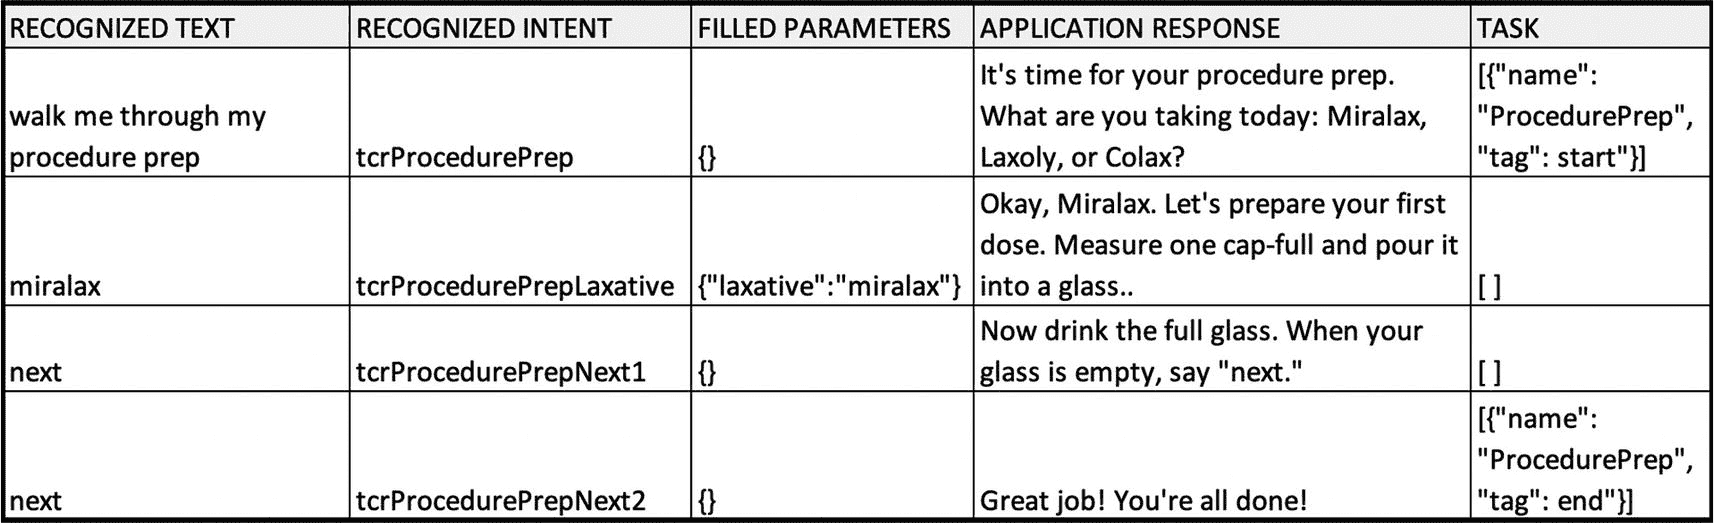 RECOGNIZED TEXT RECOGNIZED INTENT FILLED PARAMETERS APPLICATION RESPONSE TASK
walk me through my
procedure prep
tcrProcedurePrep
{}
It's time for your procedure prep.
What are you taking today: Miralax,
Laxoly, or Colax?
[{"name":
"ProcedurePrep",
"tag": start"}]
miralax
tcrProcedurePrepLaxative
{"laxative":"miralax"}
Okay, Miralax. Let's prepare your first
dose. Measure one cap-full and pour it
into a glass..
[ ]
next
tcrProcedurePrepNext1
{}
Now drink the full glass. When your
glass is empty, say "next."
[ ]
next
tcrProcedurePrepNext2
{}
Great job! You're all done!
[{"name":
"ProcedurePrep",
"tag": end"}]